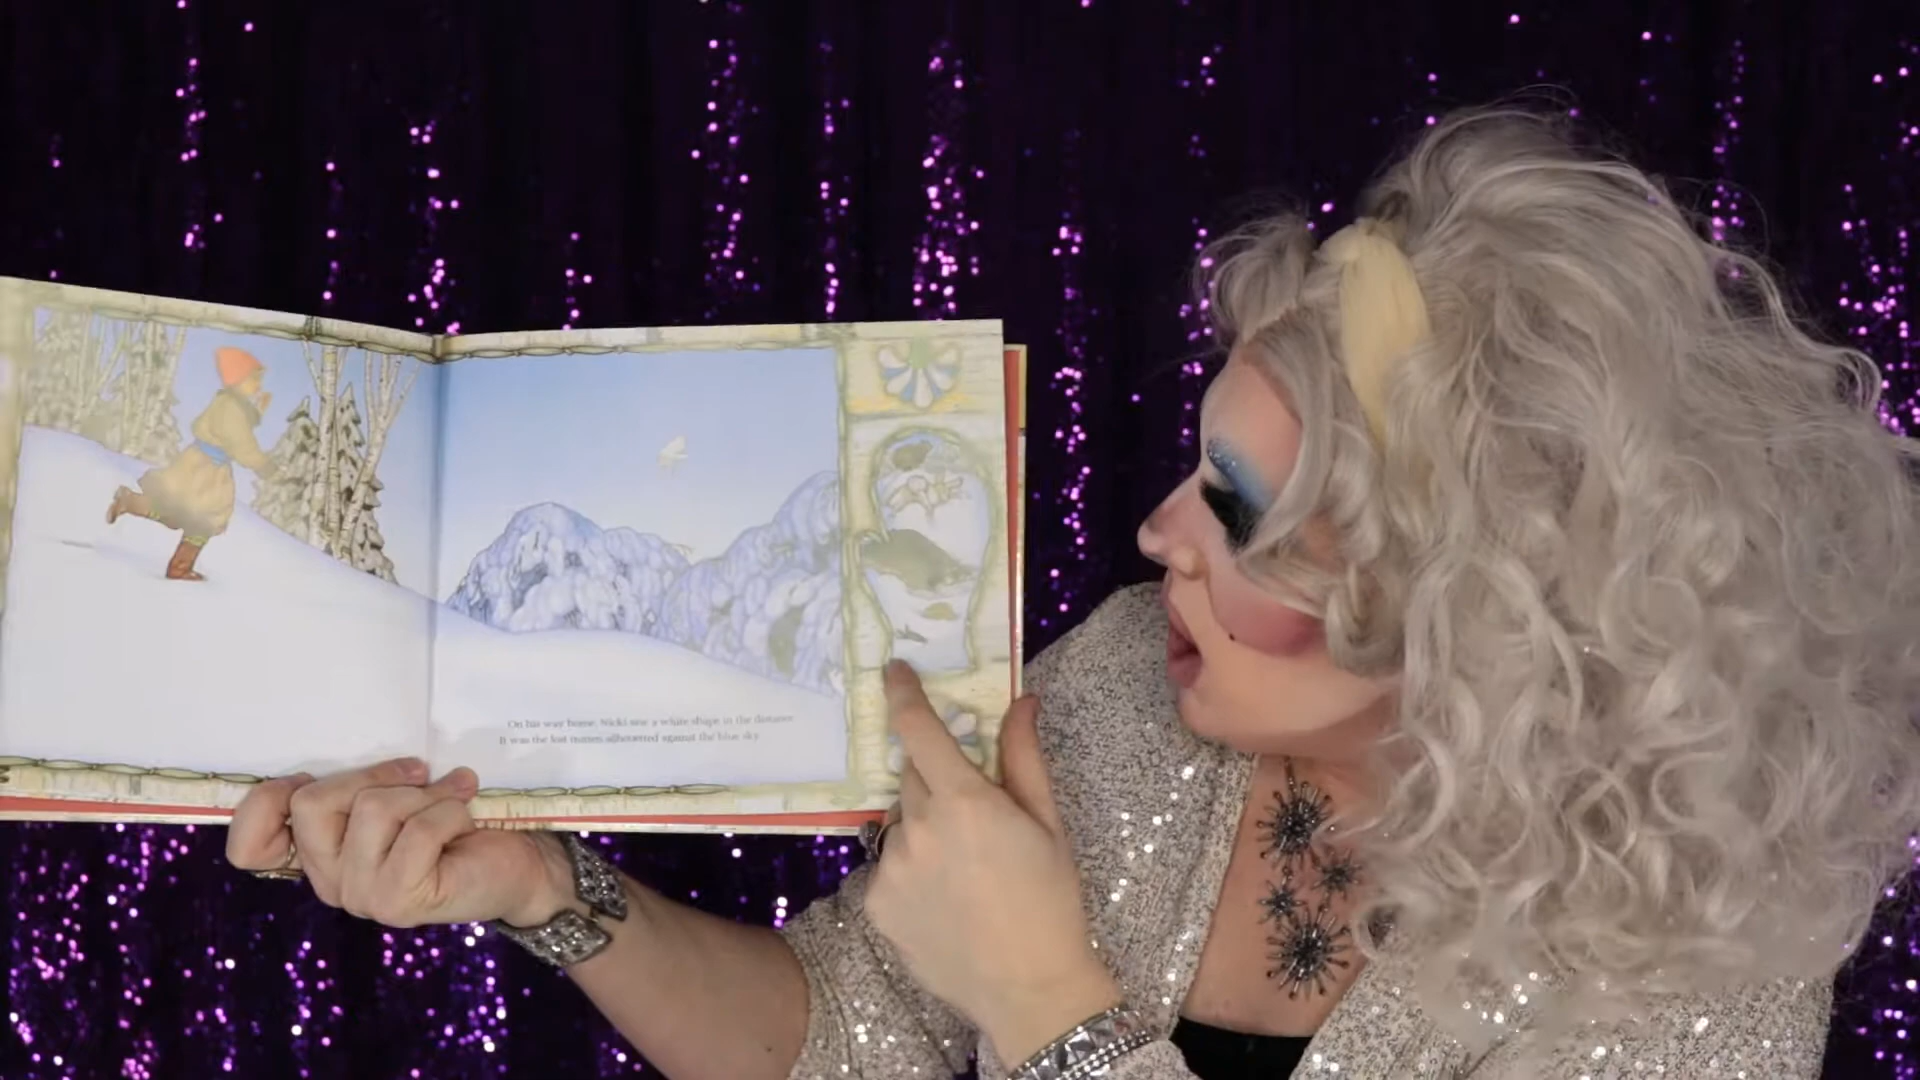 On his way home, Nicki saw a white shape in the distance.
It was the lost mitten silhouetted against the blue sky.